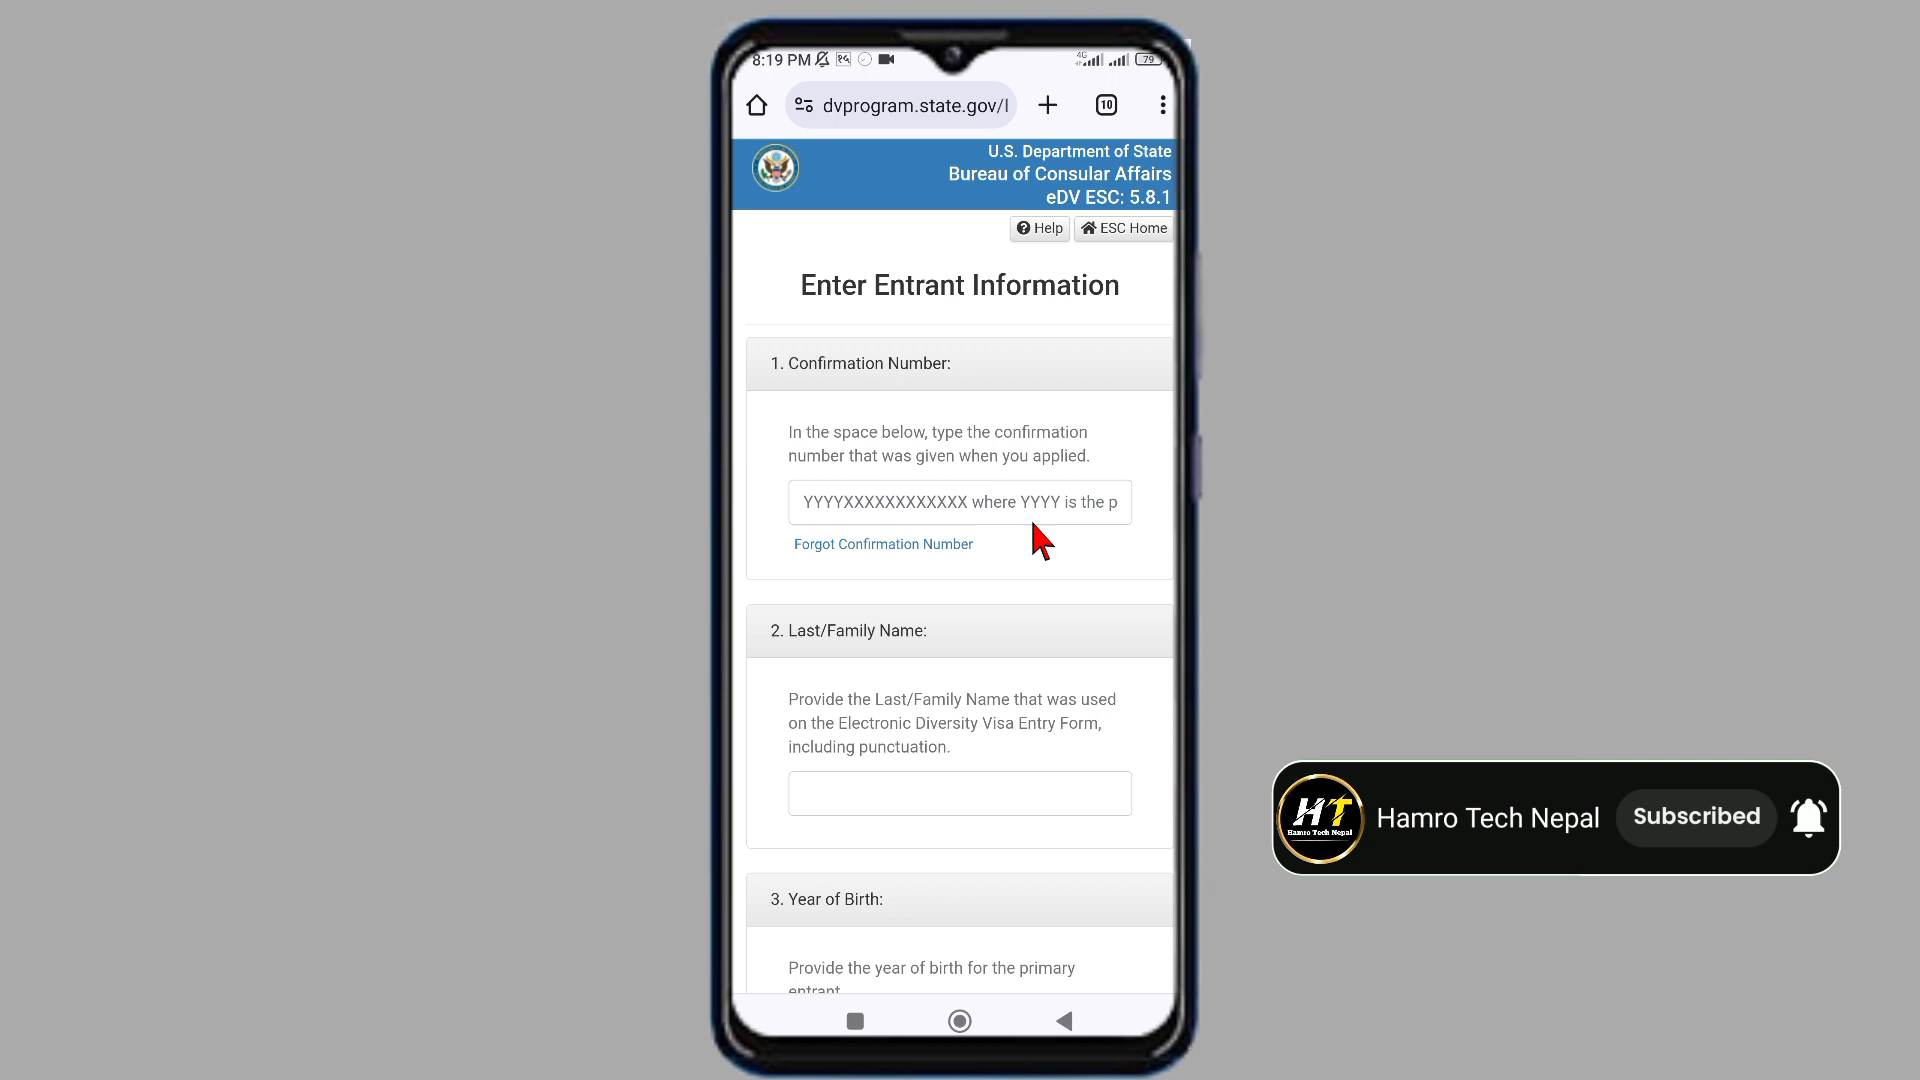 8:19 PM
4G
79
dvprogram.state.gov/l
10
U.S. Department of State
Bureau of Consular Affairs
eDV ESC: 5.8.1
Help
ESC Home
Enter Entrant Information
1. Confirmation Number:
In the space below, type the confirmation
number that was given when you applied.
YYYYXXXXXXXXXXXX where YYYY is the p
Forgot Confirmation Number
2. Last/Family Name:
Provide the Last/Family Name that was used
on the Electronic Diversity Visa Entry Form,
including punctuation.
3. Year of Birth:
Provide the year of birth for the primary
entrant
HT
Hamro Tech Nepal
Hamro Tech Nepal
Subscribed